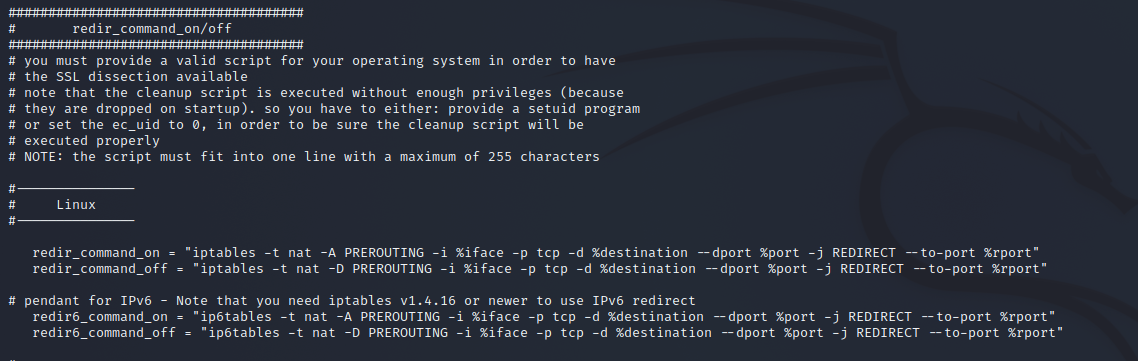 #####################################
#       redir_command_on/off
#####################################
# you must provide a valid script for your operating system in order to have
# the SSL dissection available
# note that the cleanup script is executed without enough privileges (because
# they are dropped on startup). so you have to either: provide a setuid program
# or set the ec_uid to 0, in order to be sure the cleanup script will be
# executed properly
# NOTE: the script must fit into one line with a maximum of 255 characters
#---------------
#     Linux
#---------------
redir_command_on = "iptables -t nat -A PREROUTING -i %iface -p tcp -d %destination --dport %port -j REDIRECT --to-port %rport"
redir_command_off = "iptables -t nat -D PREROUTING -i %iface -p tcp -d %destination --dport %port -j REDIRECT --to-port %rport"
# pendant for IPv6 - Note that you need iptables v1.4.16 or newer to use IPv6 redirect
redir6_command_on = "ip6tables -t nat -A PREROUTING -i %iface -p tcp -d %destination --dport %port -j REDIRECT --to-port %rport"
redir6_command_off = "ip6tables -t nat -D PREROUTING -i %iface -p tcp -d %destination --dport %port -j REDIRECT --to-port %rport"